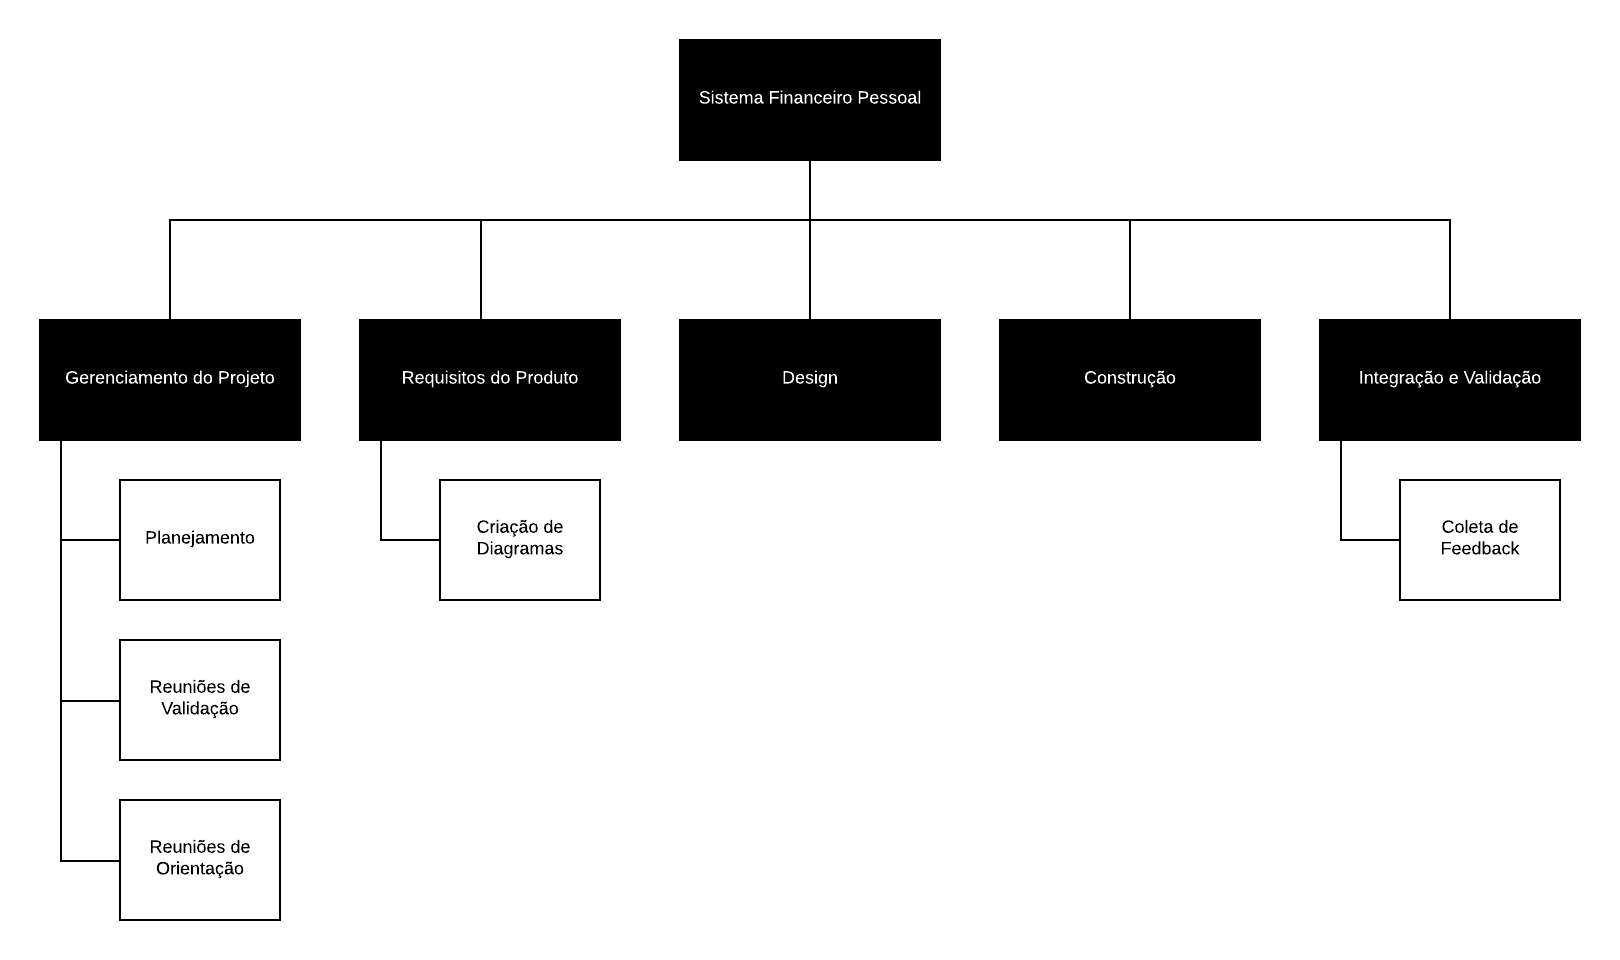 Sistema Financeiro Pessoal
Gerenciamento do Projeto
Requisitos do Produto
Design
Construção
Integração e Validação
Planejamento
Criação de
Diagramas
Coleta de
Feedback
Reuniões de
Validação
Reuniões de
Orientação